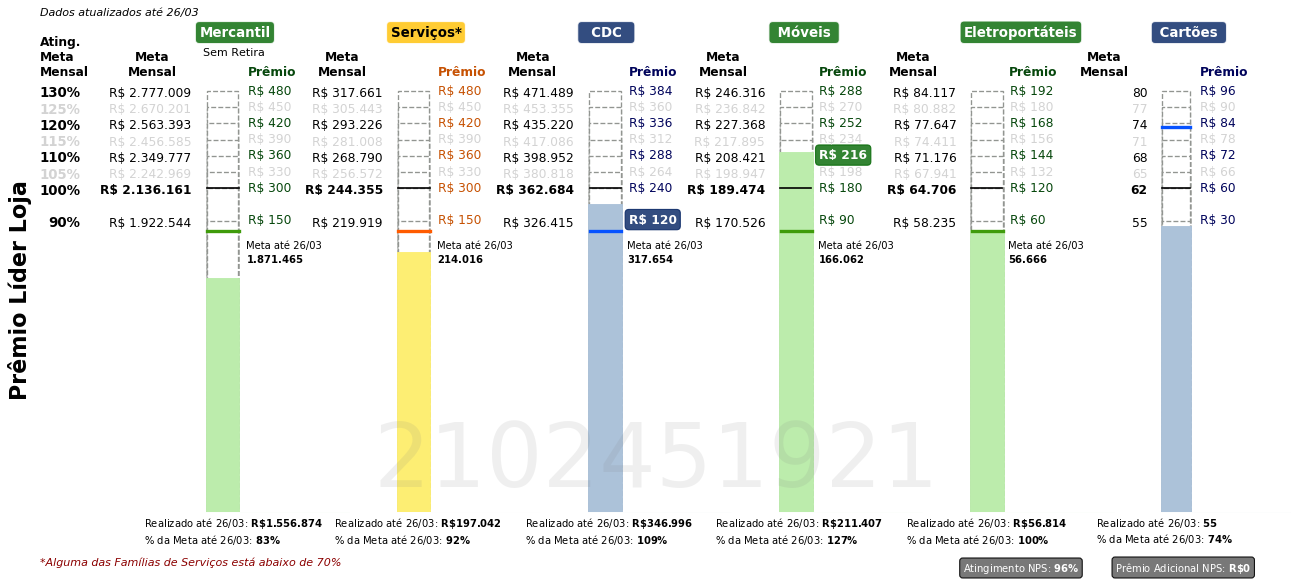 Dados atualizados até 26/03
Mercantil Serviços* CDC Móveis Eletroportáteis Cartões
Sem Retira
Ating. Meta Mensal
Meta Mensal Prêmio Meta Mensal Prêmio Meta Mensal Prêmio Meta Mensal Prêmio Meta Mensal Prêmio Meta Mensal Prêmio
130% R$ 2.777.009 R$ 480 R$ 317.661 R$ 480 R$ 471.489 R$ 384 R$ 246.316 R$ 288 R$ 84.117 R$ 192 80 R$ 96
125% R$ 2.670.201 R$ 450 R$ 305.443 R$ 450 R$ 453.355 R$ 360 R$ 236.842 R$ 270 R$ 80.882 R$ 180 77 R$ 90
120% R$ 2.563.393 R$ 420 R$ 293.226 R$ 420 R$ 435.220 R$ 336 R$ 227.368 R$ 252 R$ 77.647 R$ 168 74 R$ 84
115% R$ 2.456.585 R$ 390 R$ 281.008 R$ 390 R$ 417.086 R$ 312 R$ 217.895 R$ 234 R$ 74.411 R$ 156 71 R$ 78
110% R$ 2.349.777 R$ 360 R$ 268.790 R$ 360 R$ 398.952 R$ 288 R$ 208.421 R$ 216 R$ 71.176 R$ 144 68 R$ 72
105% R$ 2.242.969 R$ 330 R$ 256.572 R$ 330 R$ 380.818 R$ 264 R$ 198.947 R$ 198 R$ 67.941 R$ 132 65 R$ 66
100% R$ 2.136.161 R$ 300 R$ 244.355 R$ 300 R$ 362.684 R$ 240 R$ 189.474 R$ 180 R$ 64.706 R$ 120 62 R$ 60
90% R$ 1.922.544 R$ 150 R$ 219.919 R$ 150 R$ 326.415 R$ 120 R$ 170.526 R$ 90 R$ 58.235 R$ 60 55 R$ 30
Meta até 26/03 Meta até 26/03 Meta até 26/03 Meta até 26/03 Meta até 26/03
1.871.465 214.016 317.654 166.062 56.666
Prêmio Líder Loja
2102451921
Realizado até 26/03: R$1.556.874 Realizado até 26/03: R$197.042 Realizado até 26/03: R$346.996 Realizado até 26/03: R$211.407 Realizado até 26/03: R$56.814 Realizado até 26/03: 55
% da Meta até 26/03: 83% % da Meta até 26/03: 92% % da Meta até 26/03: 109% % da Meta até 26/03: 127% % da Meta até 26/03: 100% % da Meta até 26/03: 74%
*Alguma das Famílias de Serviços está abaixo de 70%
Atingimento NPS: 96% Prêmio Adicional NPS: R$0